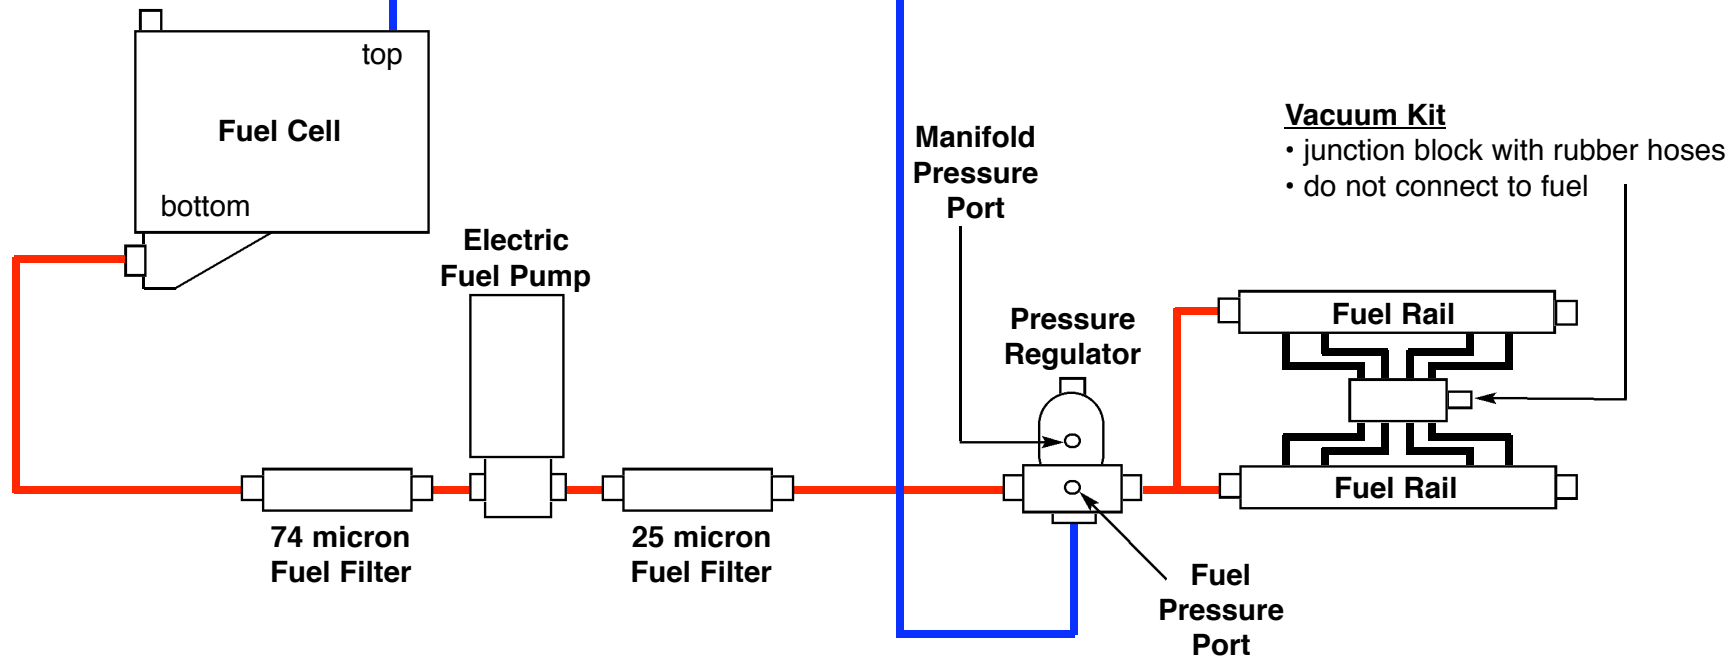 top
Fuel Cell
bottom
Electric
Fuel Pump
74 micron
Fuel Filter
25 micron
Fuel Filter
Manifold
Pressure
Port
Pressure
Regulator
Fuel
Pressure
Port
Vacuum Kit
• junction block with rubber hoses
• do not connect to fuel
Fuel Rail
Fuel Rail